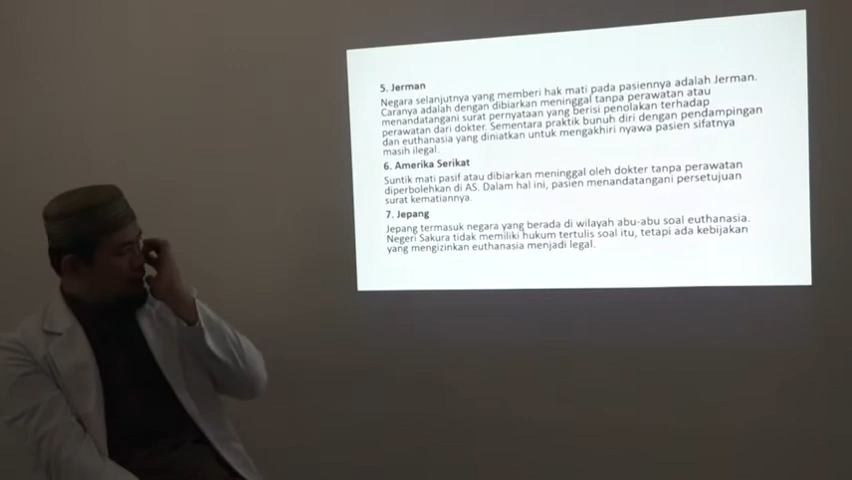 5. Jerman
Negara selanjutnya yang memberi hak mati pada pasiennya adalah Jerman.
Caranya adalah dengan dibiarkan meninggal tanpa perawatan atau
menandatangani surat pernyataan yang berisi penolakan terhadap
perawatan dari dokter. Sementara praktik bunuh diri dengan pendampingan
dan euthanasia yang diniatkan untuk mengakhiri nyawa pasien sifatnya
masih ilegal.
6. Amerika Serikat
Suntik mati pasif atau dibiarkan meninggal oleh dokter tanpa perawatan
diperbolehkan di AS. Dalam hal ini, pasien menandatangani persetujuan
surat kematiannya.
7. Jepang
Jepang termasuk negara yang berada di wilayah abu-abu soal euthanasia.
Negeri Sakura tidak memiliki hukum tertulis soal itu, tetapi ada kebijakan
yang mengizinkan euthanasia menjadi legal.